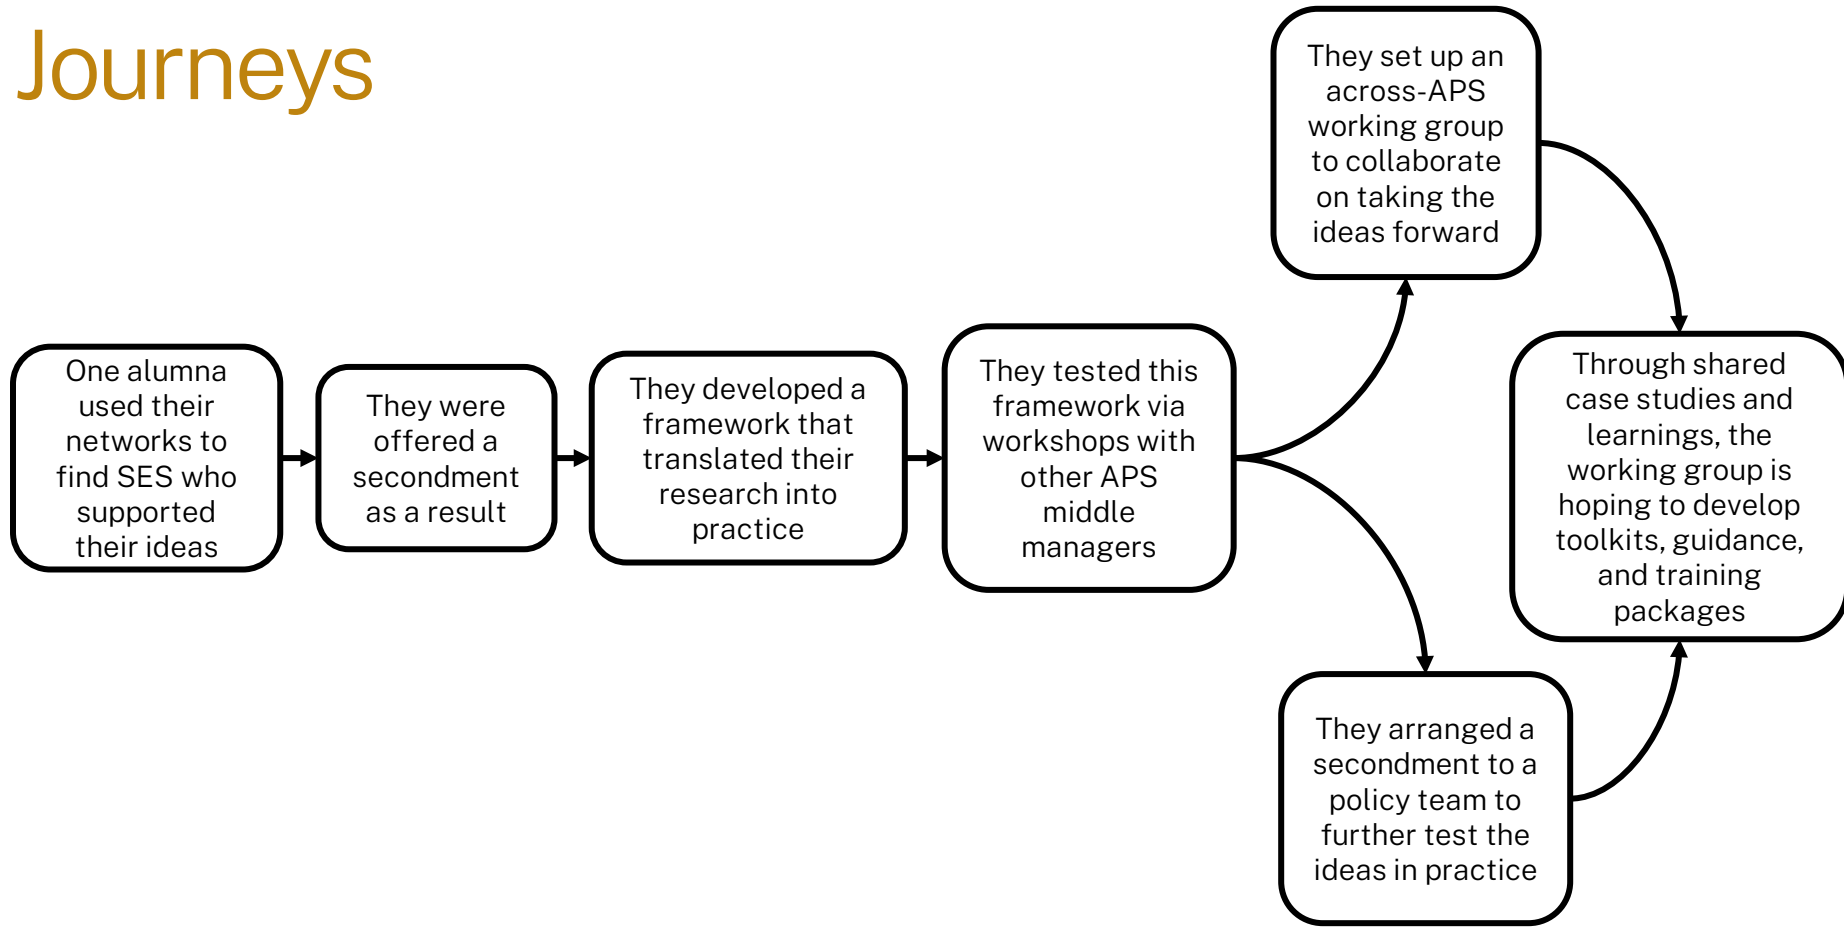 Journeys
One alumna
used their
networks to
find SES who
supported
their ideas
They were
offered a
secondment
as a result
They developed a
framework that
translated their
research into
practice
They tested this
framework via
workshops with
other APS
middle
managers
They set up an
across-APS
working group
to collaborate
on taking the
ideas forward
They arranged a
secondment to a
policy team to
further test the
ideas in practice
Through shared
case studies and
learnings, the
working group is
hoping to develop
toolkits, guidance,
and training
packages